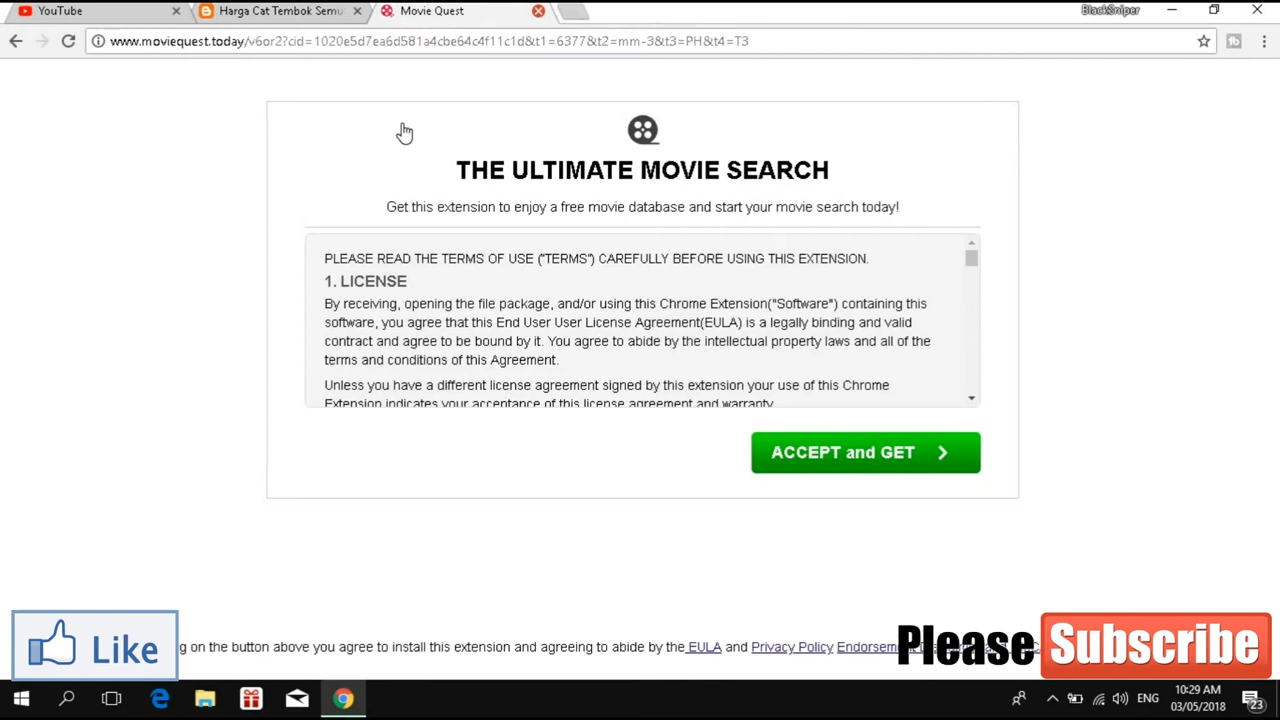 YouTube
Harga Cat Tembok Semu
Movie Quest
BlackSniper
www.moviequest.today/v6or2?cid=1020e5d7ea6d581a4cbe64c4f11c1d&t1=6377&t2=mm-3&t3=PH&t4=T3
THE ULTIMATE MOVIE SEARCH
Get this extension to enjoy a free movie database and start your movie search today!
PLEASE READ THE TERMS OF USE ("TERMS") CAREFULLY BEFORE USING THIS EXTENSION.
1. LICENSE
By receiving, opening the file package, and/or using this Chrome Extension("Software") containing this
software, you agree that this End User User License Agreement(EULA) is a legally binding and valid
contract and agree to be bound by it. You agree to abide by the intellectual property laws and all of the
terms and conditions of this Agreement.
Unless you have a different license agreement signed by this extension your use of this Chrome
Extension indicates your acceptance of this license agreement and warranty.
ACCEPT and GET
Like
g on the button above you agree to install this extension and agreeing to abide by the EULA and Privacy Policy Endorsem
Please Subscribe
ENG
10:29 AM
03/05/2018
23